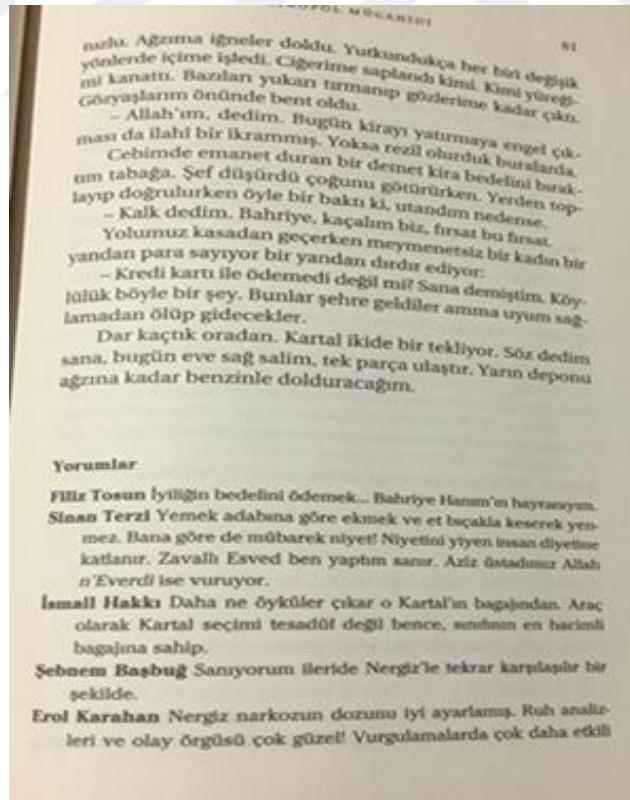 MÜCAHİDİ
81
nızlu. Ağzıma iğneler doldu. Yutkundukça her biri değişik
yönlerde içime işledi. Ciğerime saplandı kimi. Kimi yüreği-
mi kanattı. Bazıları yukarı tırmanıp gözlerime kadar çıktı.
Gözyaşlarım önünde bent oldu.
– Allah'ım, dedim. Bugün kirayı yatırmaya engel çık-
ması da ilahî bir ikrammış. Yoksa rezil olurduk buralarda.
Cebimde emanet duran bir demet kira bedelini bırak-
tım tabağa. Şef düşürdü çoğunu götürürken. Yerden top-
layıp doğrulurken öyle bir baktı ki, utandım nedense.
– Kalk dedim. Bahriye, kaçalım biz, fırsat bu fırsat.
Yolumuz kasadan geçerken meymenetsiz bir kadın bir
yandan para sayıyor bir yandan dırdır ediyor:
– Kredi kartı ile ödemedi değil mi? Sana demiştim. Köy-
lülük böyle bir şey. Bunlar şehre geldiler amma uyum sağ-
lamadan ölüp gidecekler.
Dar kaçtık oradan. Kartal ikide bir tekliyor. Söz dedim
sana, bugün eve sağ salim, tek parça ulaştır. Yarın deponu
ağzına kadar benzinle dolduracağım.
Yorumlar
Filiz Tosun İyiliğin bedelini ödemek... Bahriye Hanım'ın hayranıyım.
Sinan Terzi Yemek adabına göre ekmek ve et bıçakla keserek yen-
mez. Bana göre de mübarek niyet! Niyetini yiyen insan diyetine
katlanır. Zavallı Esved ben yaptım sanır. Aziz üstadımız Allah
n'Everdi ise vuruyor.
İsmail Hakkı Daha ne öyküler çıkar o Kartal'ın bagajından. Araç
olarak Kartal seçimi tesadüf değil bence, sınıfının en hacimli
bagajına sahip.
Şebnem Başbuğ Sanıyorum ileride Nergiz'le tekrar karşılaşılır bir
şekilde.
Erol Karahan Nergiz narkozun dozunu iyi ayarlamış. Ruh analiz-
leri ve olay örgüsü çok güzel! Vurgulamalarda çok daha etkili